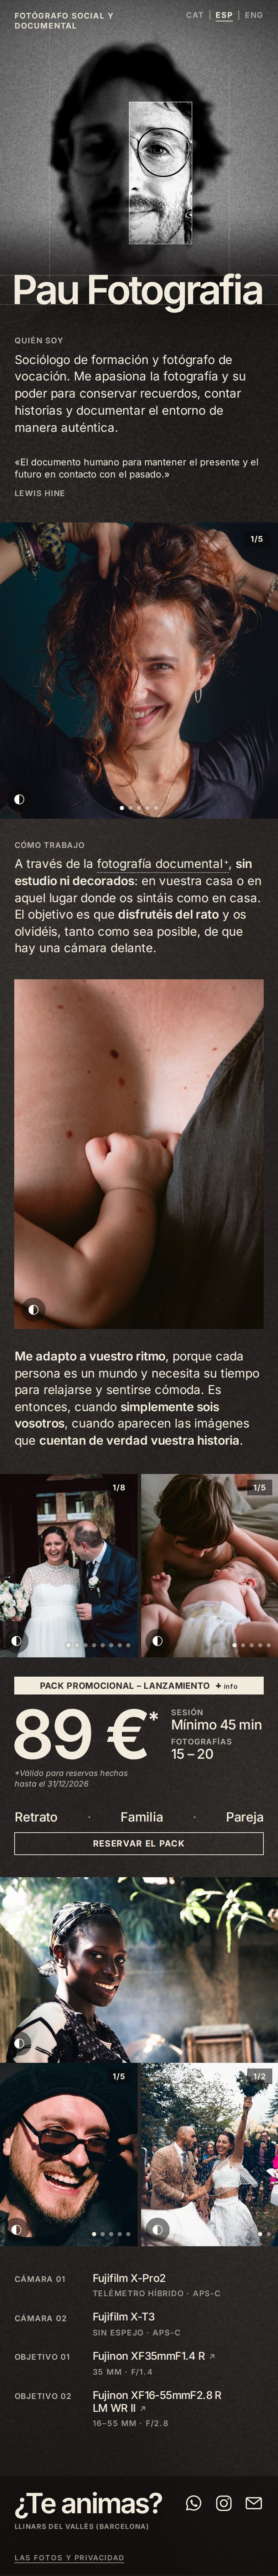 FOTÓGRAFO SOCIAL Y
DOCUMENTAL
CAT | ESP | ENG
Pau Fotografia
QUIÉN SOY
Sociólogo de formación y fotógrafo de
vocación. Me apasiona la fotografía y su
poder para conservar recuerdos, contar
historias y documentar el entorno de
manera auténtica.
«El documento humano para mantener el presente y el
futuro en contacto con el pasado.»
LEWIS HINE
1/5
CÓMO TRABAJO
A través de la fotografía documental+, sin
estudio ni decorados: en vuestra casa o en
aquel lugar donde os sintáis como en casa.
El objetivo es que disfrutéis del rato y os
olvidéis, tanto como sea posible, de que
hay una cámara delante.
Me adapto a vuestro ritmo, porque cada
persona es un mundo y necesita su tiempo
para relajarse y sentirse cómoda. Es
entonces, cuando simplemente sois
vosotros, cuando aparecen las imágenes
que cuentan de verdad vuestra historia.
1/8
1/5
PACK PROMOCIONAL – LANZAMIENTO + info
89 €*
*Válido para reservas hechas
hasta el 31/12/2026
SESIÓN
Mínimo 45 min
FOTOGRAFÍAS
15 – 20
Retrato · Familia · Pareja
RESERVAR EL PACK
1/5
1/2
CÁMARA 01
Fujifilm X-Pro2
TELÉMETRO HÍBRIDO · APS-C
CÁMARA 02
Fujifilm X-T3
SIN ESPEJO · APS-C
OBJETIVO 01
Fujinon XF35mmF1.4 R ↗
35 MM · F/1.4
OBJETIVO 02
Fujinon XF16-55mmF2.8 R
LM WR II ↗
16–55 MM · F/2.8
¿Te animas?
LLINARS DEL VALLÈS (BARCELONA)
LAS FOTOS Y PRIVACIDAD